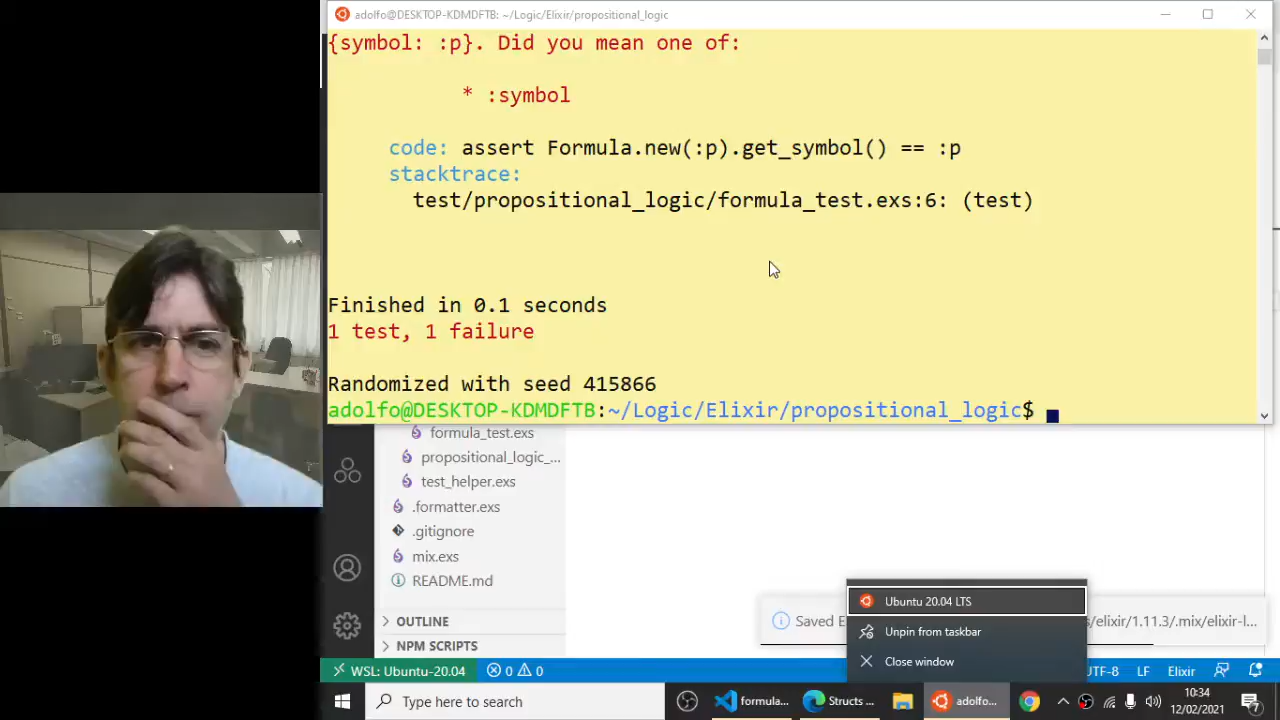 adolfo@DESKTOP-KDMDFTB: ~/Logic/Elixir/propositional_logic
{symbol: :p}. Did you mean one of:
* :symbol
code: assert Formula.new(:p).get_symbol() == :p
stacktrace:
test/propositional_logic/formula_test.exs:6: (test)
Finished in 0.1 seconds
1 test, 1 failure
Randomized with seed 415866
adolfo@DESKTOP-KDMDFTB:~/Logic/Elixir/propositional_logic$
formula_test.exs
propositional_logic_...
test_helper.exs
.formatter.exs
.gitignore
mix.exs
README.md
OUTLINE
NPM SCRIPTS
Ubuntu 20.04 LTS
Unpin from taskbar
Close window
Saved E
s/elixir/1.11.3/.mix/elixir-l...
WSL: Ubuntu-20.04
0
0
UTF-8
LF
Elixir
Type here to search
formula...
Structs ...
adolfo...
10:34
12/02/2021
7